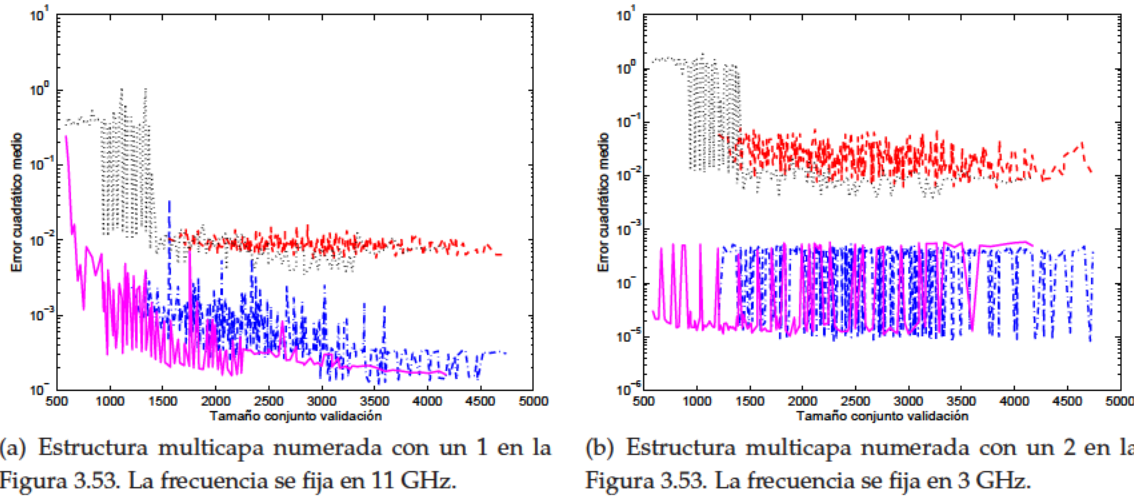 10^1
10^0
10^-1
10^-2
10^-3
10^-4
Error cuadrático medio
500 1000 1500 2000 2500 3000 3500 4000 4500 5000
Tamaño conjunto validación
(a) Estructura multicapa numerada con un 1 en la
Figura 3.53. La frecuencia se fija en 11 GHz.
10^1
10^0
10^-1
10^-2
10^-3
10^-4
10^-5
10^-6
Error cuadrático medio
500 1000 1500 2000 2500 3000 3500 4000 4500 5000
Tamaño conjunto validación
(b) Estructura multicapa numerada con un 2 en la
Figura 3.53. La frecuencia se fija en 3 GHz.